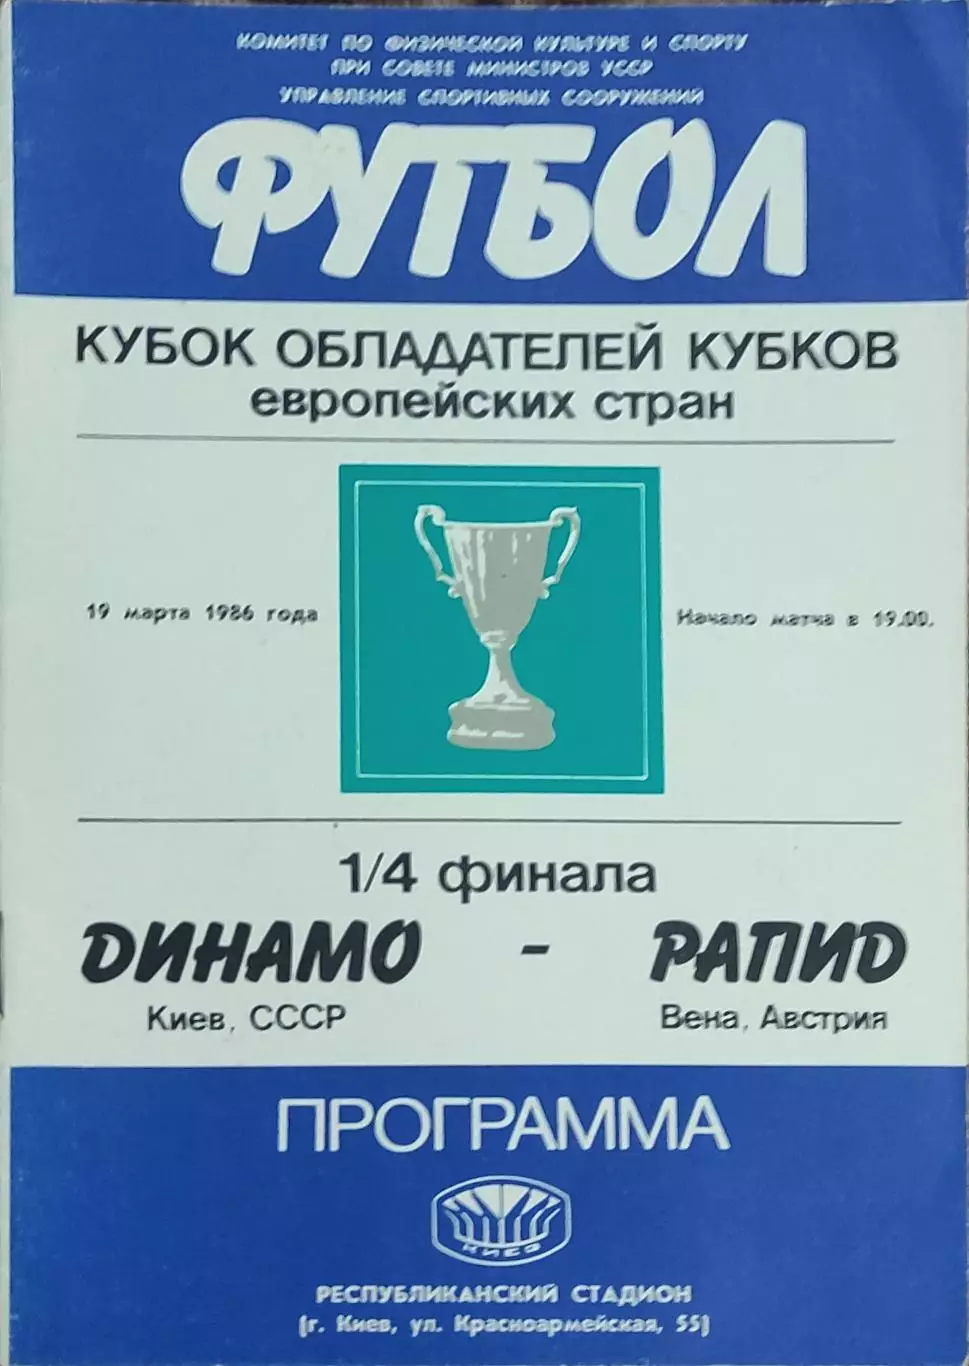 КОМИТЕТ ПО ФИЗИЧЕСКОЙ КУЛЬТУРЕ И СПОРТУ
ПРИ СОВЕТЕ МИНИСТРОВ УССР
УПРАВЛЕНИЕ СПОРТИВНЫХ СООРУЖЕНИЙ
ФУТБОЛ
КУБОК ОБЛАДАТЕЛЕЙ КУБКОВ
европейских стран
19 марта 1986 года
Начало матча в 19.00.
1/4 финала
ДИНАМО - РАПИД
Киев, СССР
Вена, Австрия
ПРОГРАММА
КИЕВ
РЕСПУБЛИКАНСКИЙ СТАДИОН
(г. Киев, ул. Красноармейская, 55)